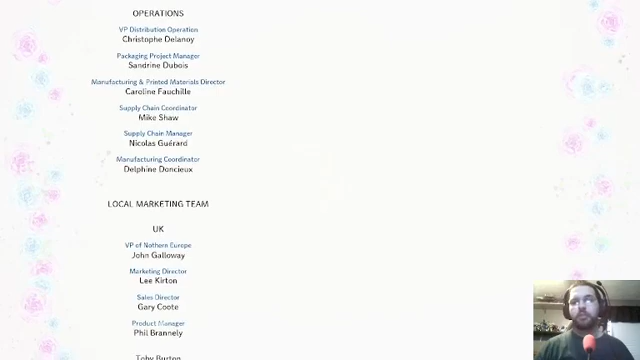 OPERATIONS
VP Distribution Operation
Christophe Delanoy
Packaging Project Manager
Sandrine Dubois
Manufacturing & Printed Materials Director
Caroline Fauchille
Supply Chain Coordinator
Mike Shaw
Supply Chain Manager
Nicolas Guérard
Manufacturing Coordinator
Delphine Doncieux
LOCAL MARKETING TEAM
UK
VP of Nothern Europe
John Galloway
Marketing Director
Lee Kirton
Sales Director
Gary Coote
Product Manager
Phil Brannely
Toby Burton